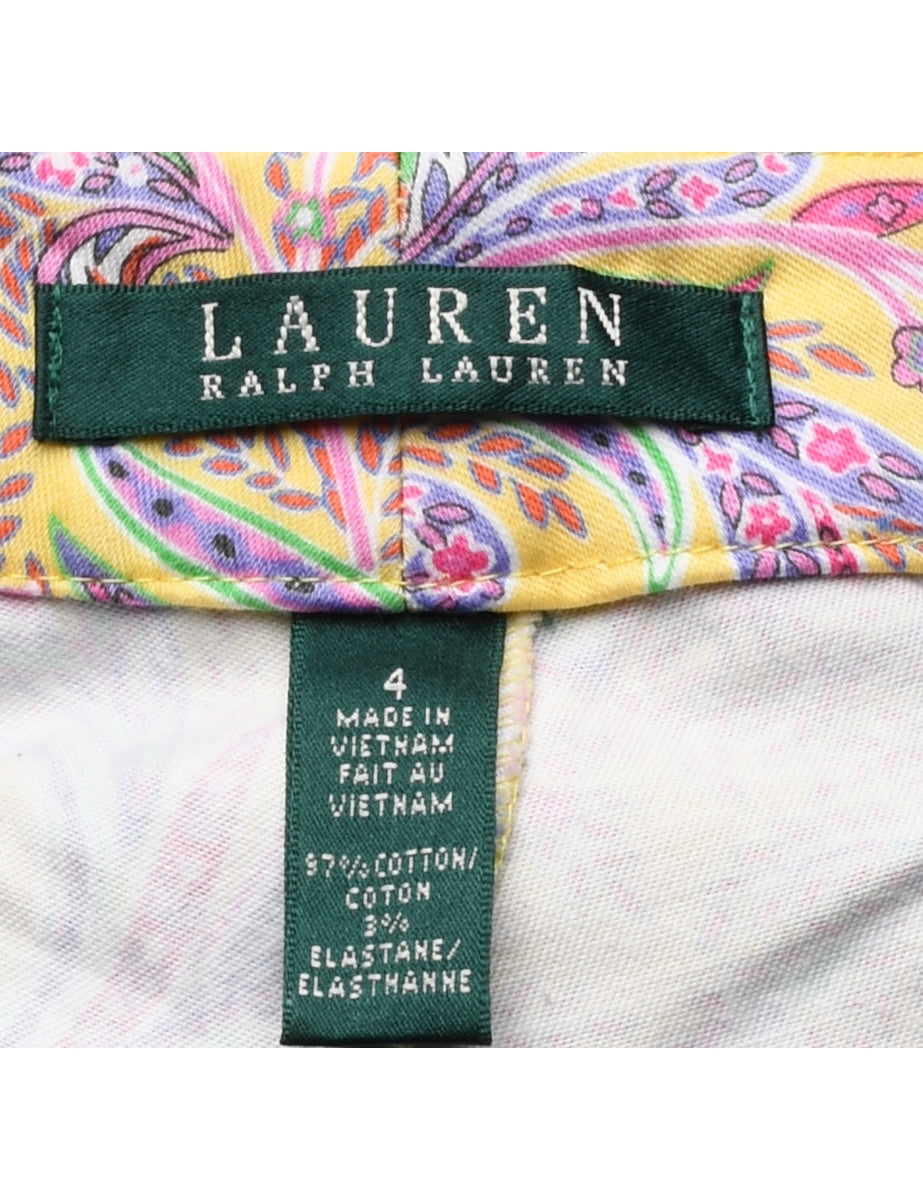 LAUREN
RALPH LAUREN
4
MADE IN
VIETNAM
FAIT AU
VIETNAM
97% COTTON/
COTON
3%
ELASTANE/
ELASTHANNE